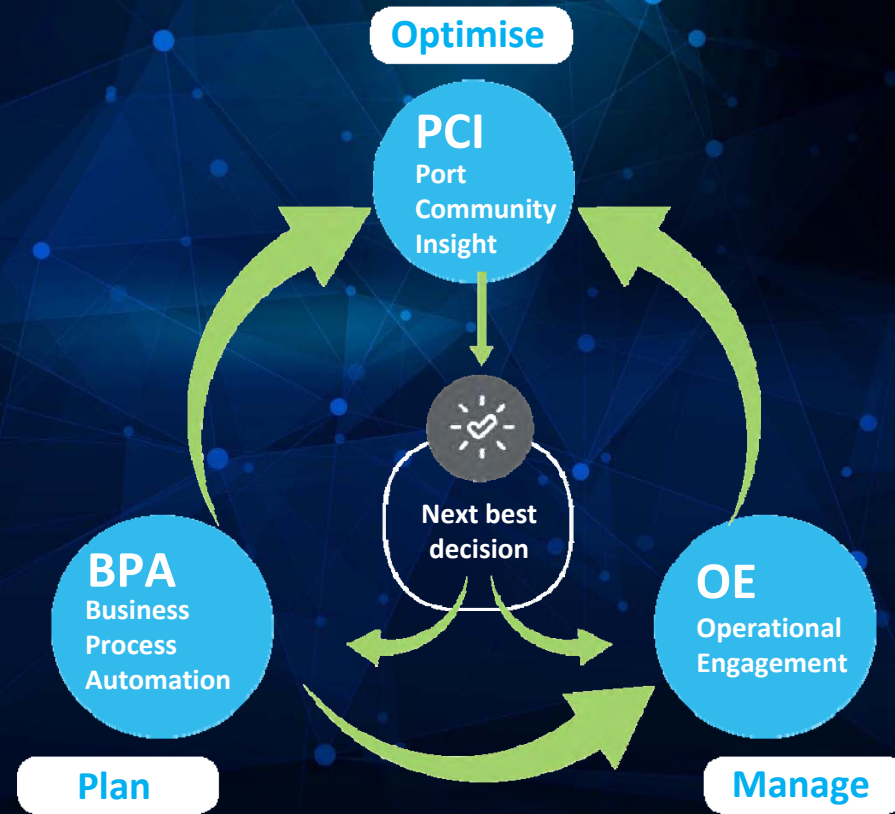 Optimise
PCI
Port
Community
Insight
Next best
decision
BPA
Business
Process
Automation
OE
Operational
Engagement
Plan
Manage